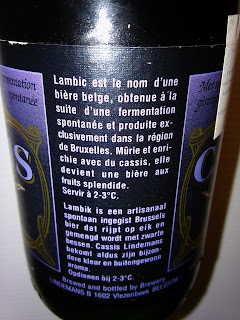 Lambic est le nom d'une
bière belge, obtenue à la
suite d'une fermentation
spontanée et produite ex-
clusivement dans la région
de Bruxelles. Mûrie et enri-
chie avec du cassis, elle
devient une bière aux
fruits splendide.
Servir à 2-3°C.
Lambik is een artisanaal
spontaan ingegist Brussels
bier dat rijpt op eik en
gemengd wordt met zwarte
bessen. Cassis Lindemans
bekomt aldus zijn bijzon-
dere kleur en buitengewoon
aroma.
Opdienen bij 2-3°C.
Brewed and bottled by Brewery
LINDEMANS B 1602 Vlezenbeek BELGIUM
fermentation
spontanée
S
Met
C